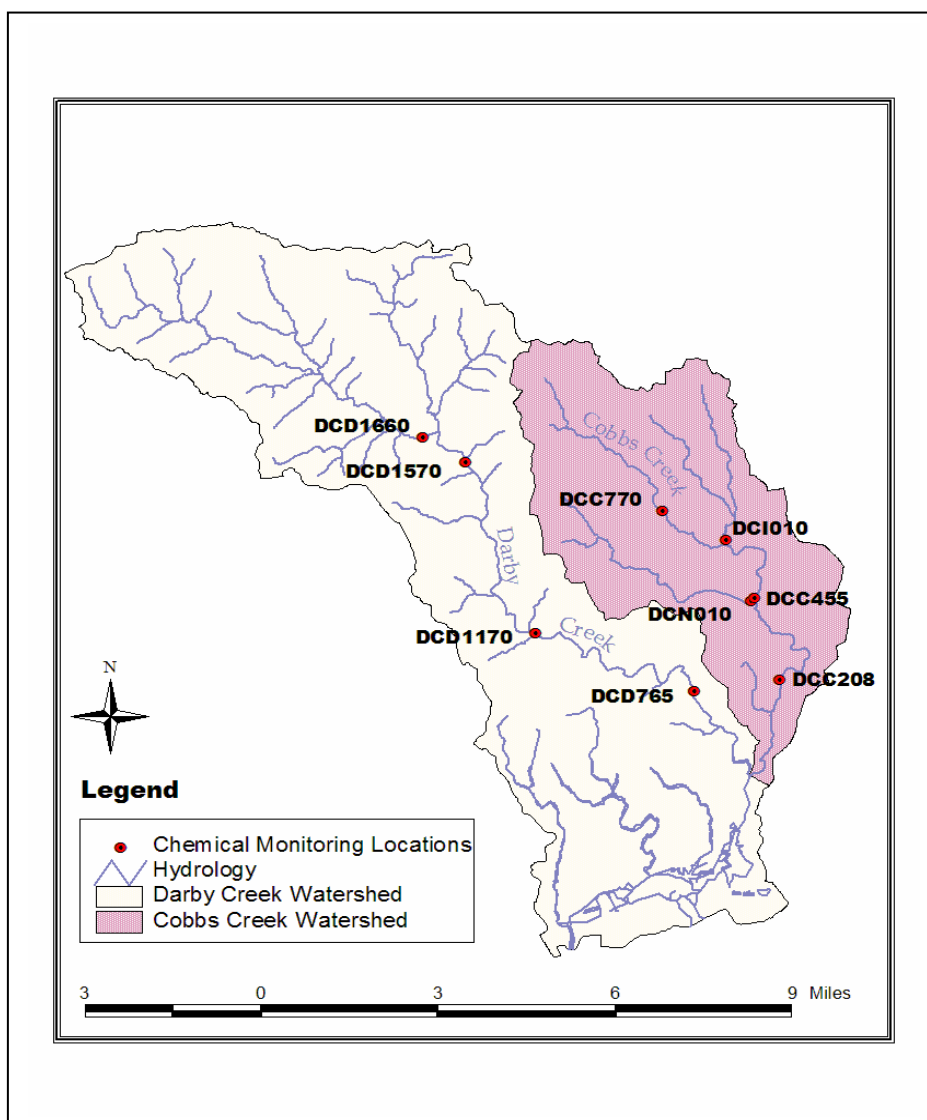 DCD1660
DCD1570
Cobbs Creek
DCC770
DCI010
Darby
DCC455
DCN010
DCD1170
Creek
DCC208
DCD765
N
Legend
Chemical Monitoring Locations
Hydrology
Darby Creek Watershed
Cobbs Creek Watershed
3 0 3 6 9 Miles